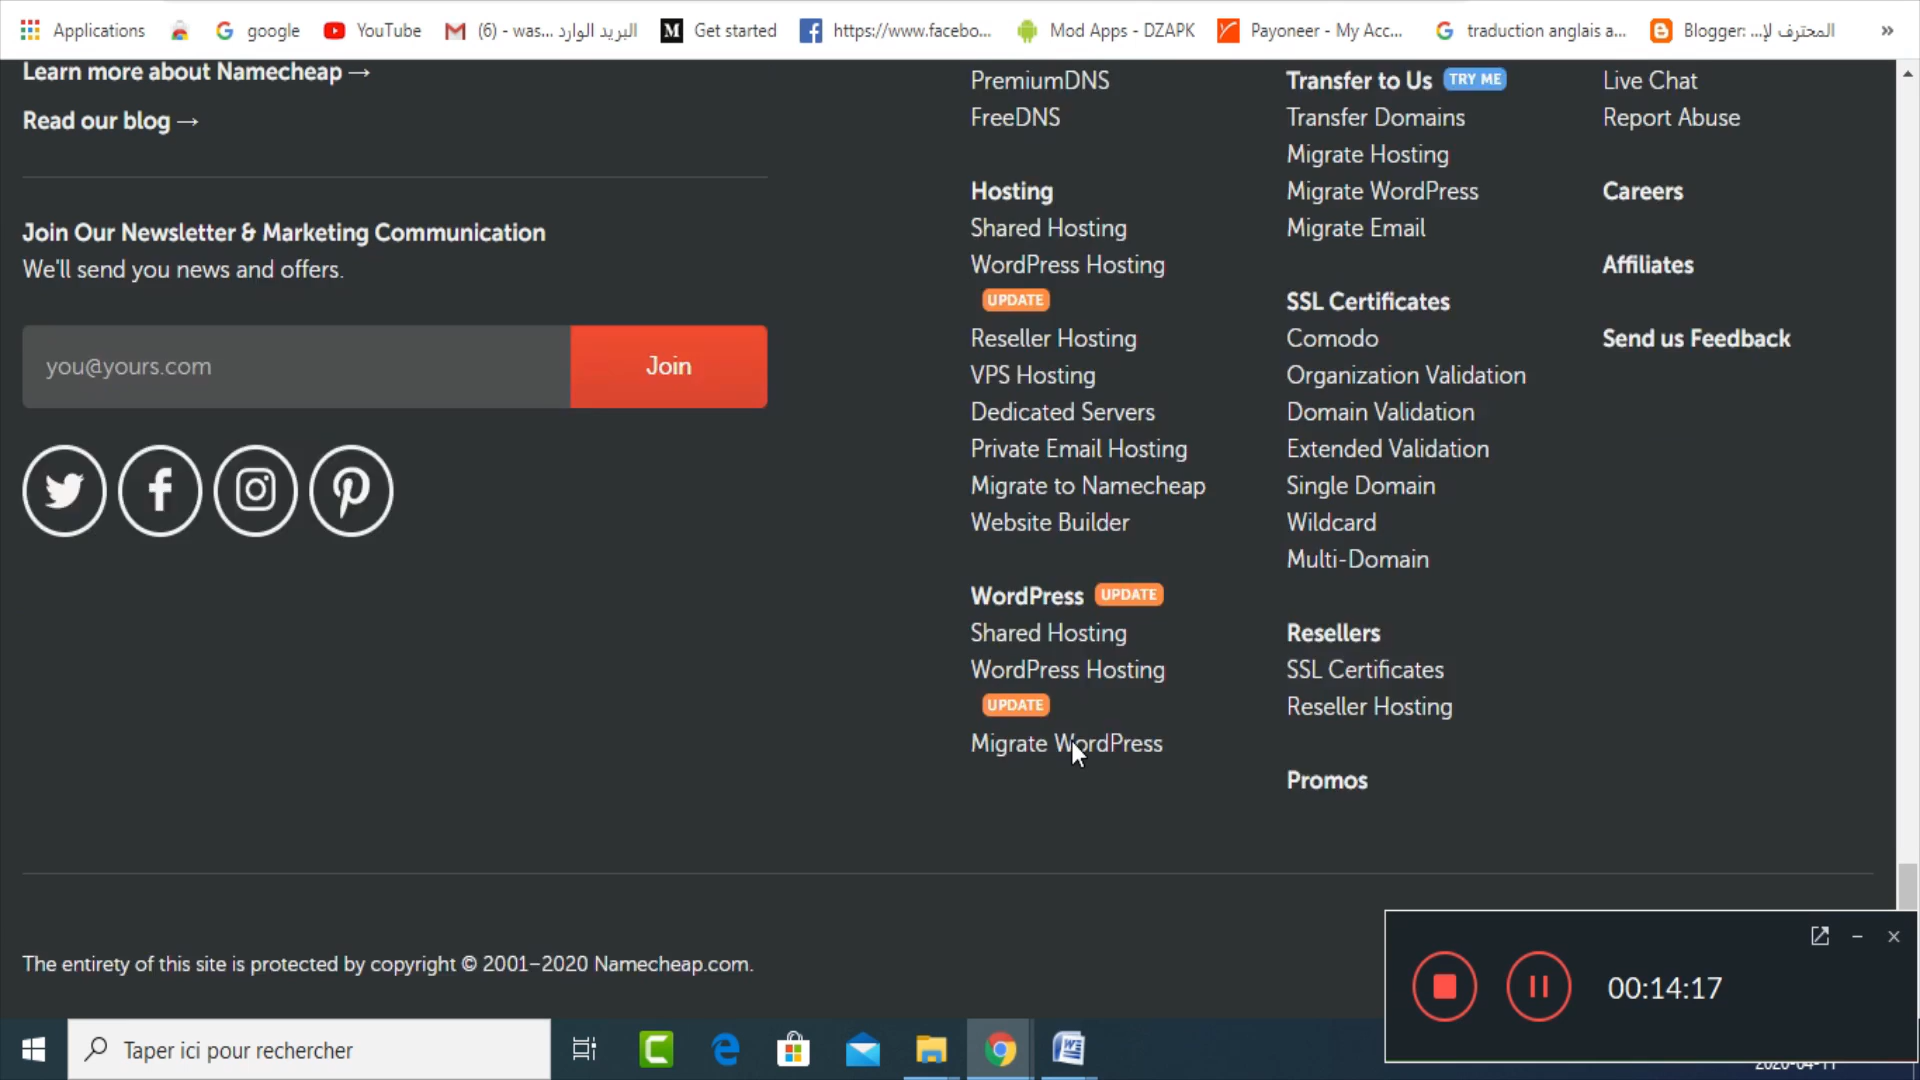 Applications
google
YouTube
(6) - was... البريد الوارد
Get started
https://www.facebo...
Mod Apps - DZAPK
Payoneer - My Acc...
traduction anglais a...
Blogger: ...المحترف لإ
»
Learn more about Namecheap →
Read our blog →
Join Our Newsletter & Marketing Communication
We'll send you news and offers.
you@yours.com
Join
PremiumDNS
FreeDNS
Hosting
Shared Hosting
WordPress Hosting
UPDATE
Reseller Hosting
VPS Hosting
Dedicated Servers
Private Email Hosting
Migrate to Namecheap
Website Builder
WordPress UPDATE
Shared Hosting
WordPress Hosting
UPDATE
Migrate WordPress
Transfer to Us TRY ME
Transfer Domains
Migrate Hosting
Migrate WordPress
Migrate Email
SSL Certificates
Comodo
Organization Validation
Domain Validation
Extended Validation
Single Domain
Wildcard
Multi-Domain
Resellers
SSL Certificates
Reseller Hosting
Promos
Live Chat
Report Abuse
Careers
Affiliates
Send us Feedback
The entirety of this site is protected by copyright © 2001–2020 Namecheap.com.
00:14:17
Taper ici pour rechercher